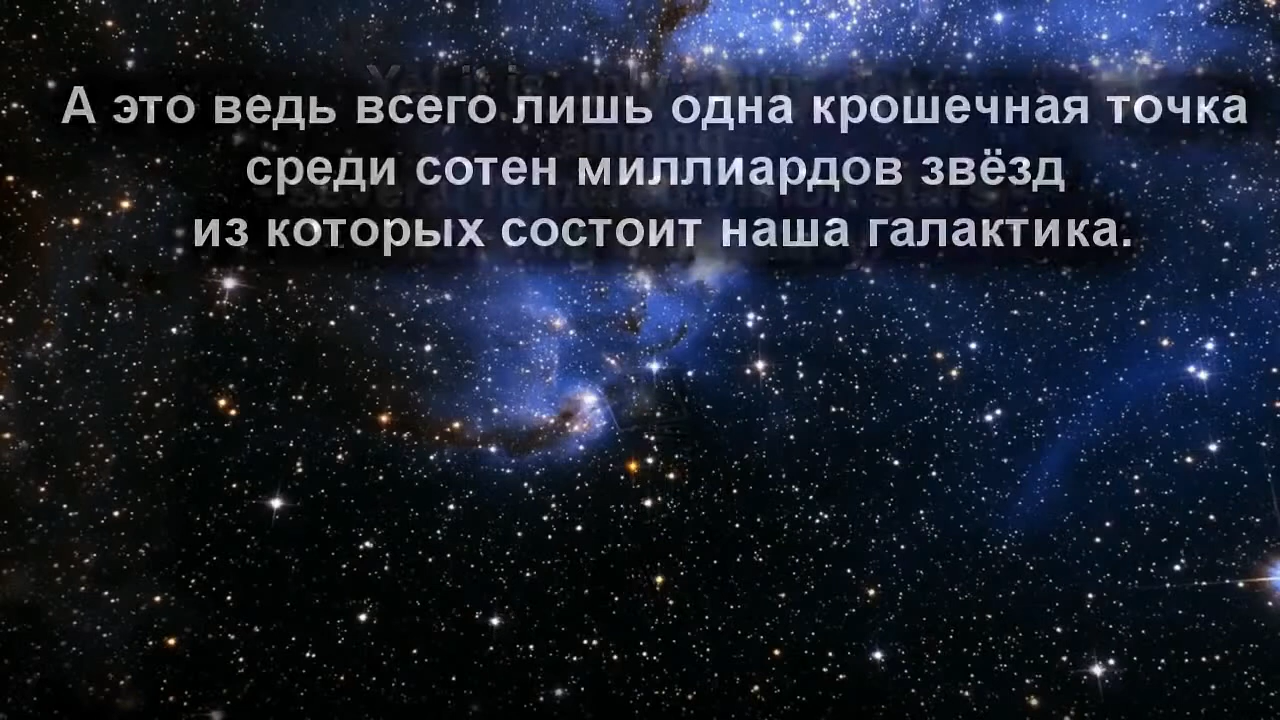 А это ведь всего лишь одна крошечная точка
среди сотен миллиардов звёзд
из которых состоит наша галактика.